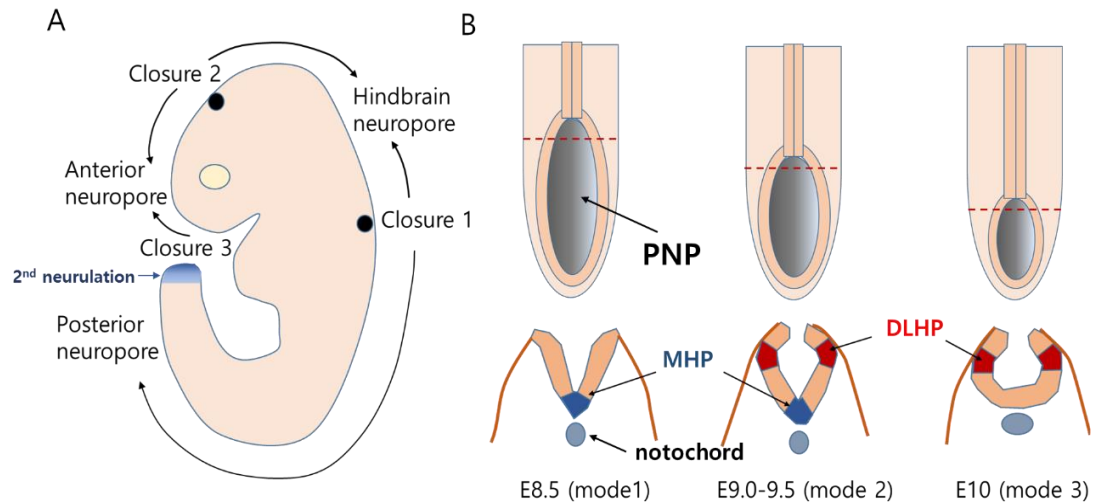 A
Closure 2
Hindbrain
neuropore
Anterior
neuropore
Closure 1
Closure 3
2nd neurulation
Posterior
neuropore
B
PNP
DLHP
MHP
notochord
E8.5 (mode1)
E9.0-9.5 (mode 2)
E10 (mode 3)